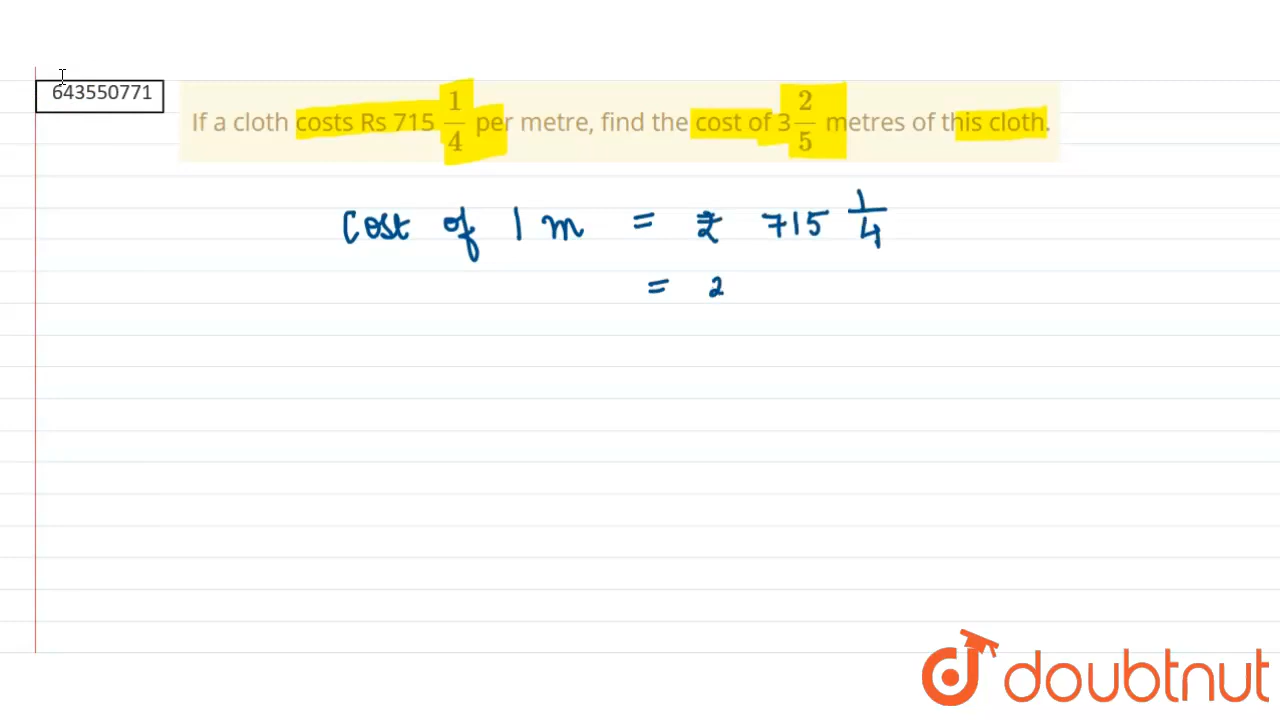 643550771
If a cloth costs Rs 715 1/4 per metre, find the cost of 3 2/5 metres of this cloth.
Cost of 1 m = ₹ 715 1/4
= २
doubtnut